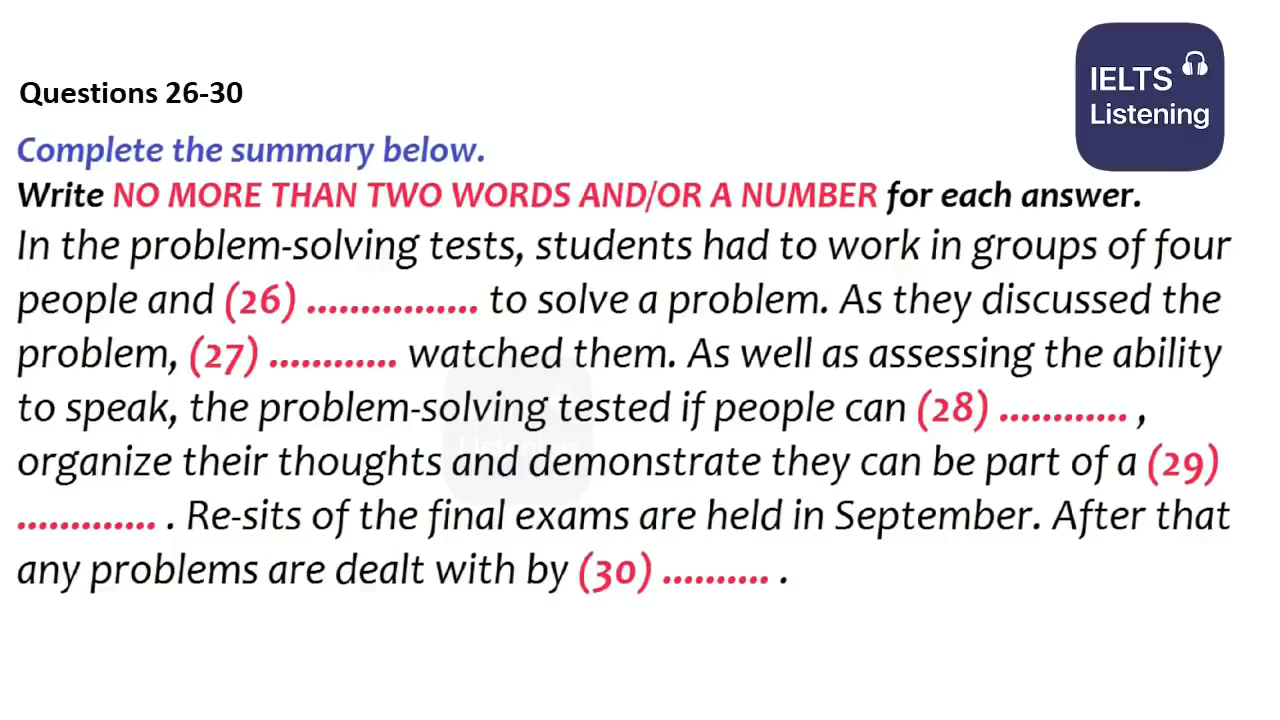 IELTS
Listening
Questions 26-30
Complete the summary below.
Write NO MORE THAN TWO WORDS AND/OR A NUMBER for each answer.
In the problem-solving tests, students had to work in groups of four
people and (26) ................ to solve a problem. As they discussed the
problem, (27) ............ watched them. As well as assessing the ability
to speak, the problem-solving tested if people can (28) ............ ,
organize their thoughts and demonstrate they can be part of a (29)
............. . Re-sits of the final exams are held in September. After that
any problems are dealt with by (30) .......... .
Listening